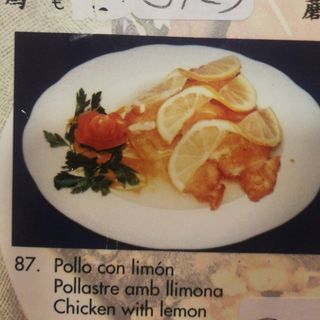 87. Pollo con limón
Pollastre amb llimona
Chicken with lemon